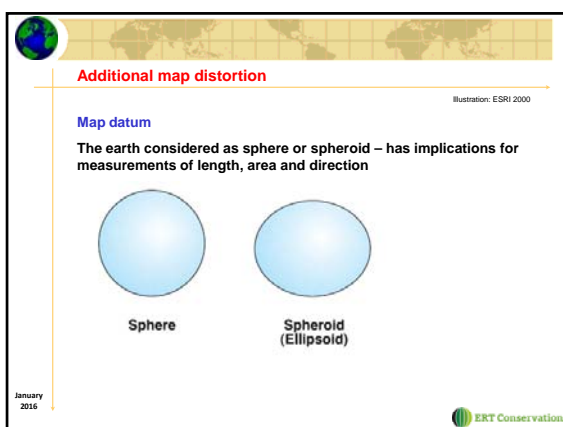 Additional map distortion
Illustration: ESRI 2000
Map datum
The earth considered as sphere or spheroid – has implications for
measurements of length, area and direction
Sphere
Spheroid
(Ellipsoid)
January
2016
ERT Conservation